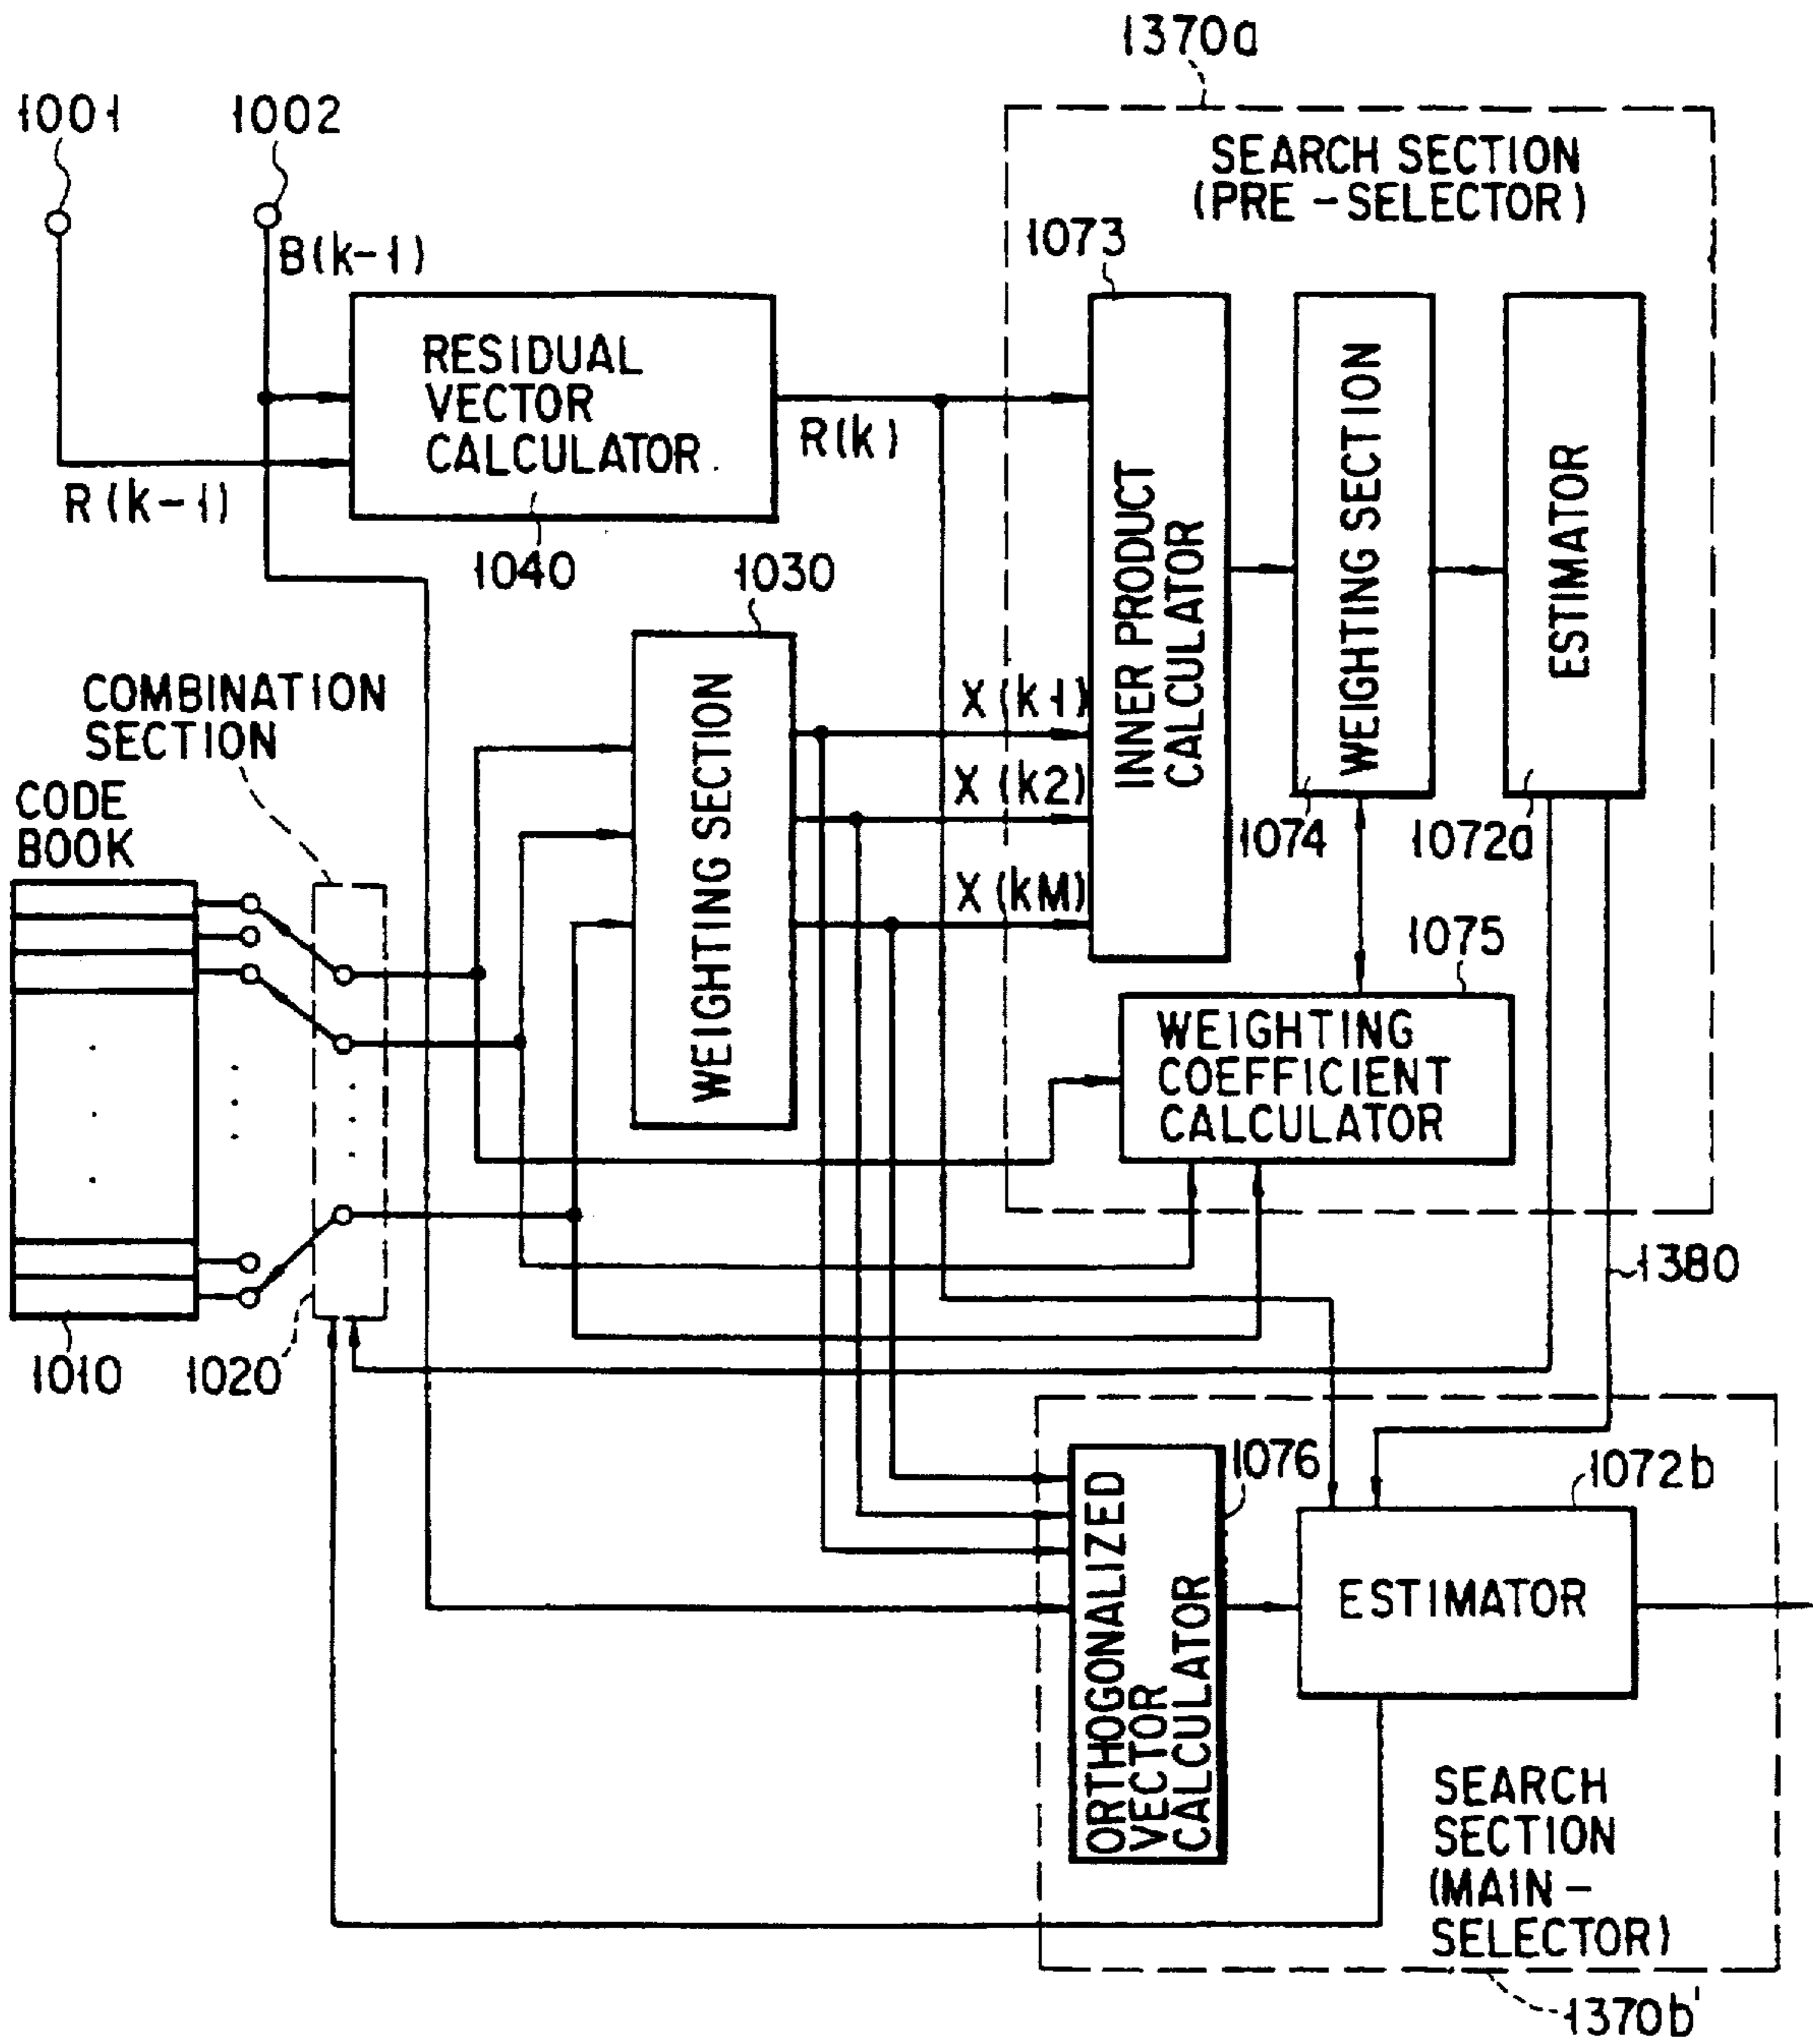 1370a
1001
1002
SEARCH SECTION
(PRE-SELECTOR)
B(k-1)
1073
RESIDUAL
VECTOR
CALCULATOR
R(k)
R(k-1)
1040
1030
INNER PRODUCT
CALCULATOR
WEIGHTING SECTION
ESTIMATOR
COMBINATION
SECTION
WEIGHTING SECTION
X(k1)
X(k2)
X(kM)
1074
1072a
CODE
BOOK
1075
WEIGHTING
COEFFICIENT
CALCULATOR
1380
1010
1020
1076
1072b
ORTHOGONALIZED
VECTOR
CALCULATOR
ESTIMATOR
SEARCH
SECTION
(MAIN-
SELECTOR)
1370b'